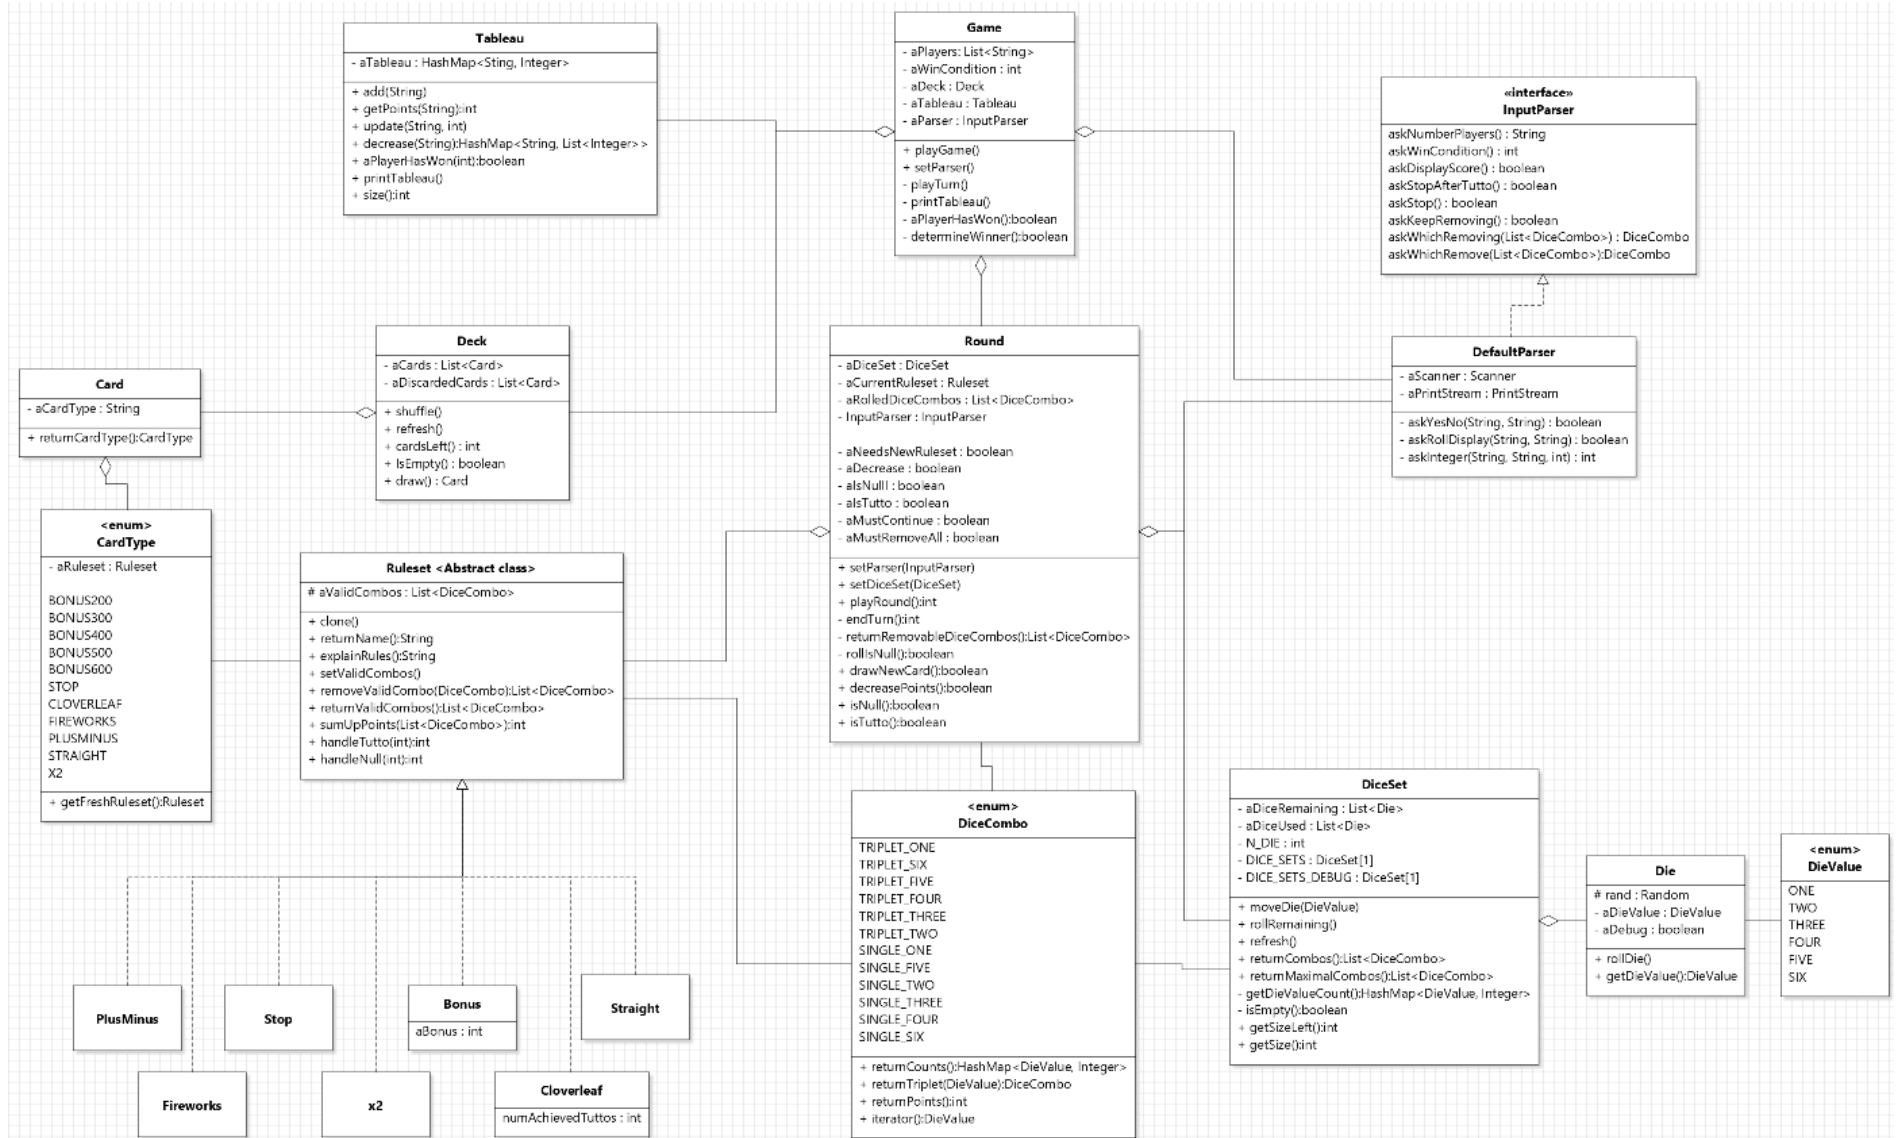 Tableau
- aTableau : HashMap<Sting, Integer>
+ add(String)
+ getPoints(String):int
+ update(String, int)
+ decrease(String):HashMap<String, List<Integer>>
+ aPlayerHasWon(int):boolean
+ printTableau()
+ size():int
Game
- aPlayers: List<String>
- aWinCondition : int
- aDeck : Deck
- aTableau : Tableau
- aParser : InputParser
+ playGame()
+ setParser()
- playTurn()
- printTableau()
- aPlayerHasWon():boolean
- determineWinner():boolean
«interface»
InputParser
askNumberPlayers() : String
askWinCondition() : int
askDisplayScore() : boolean
askStopAfterTutto() : boolean
askStop() : boolean
askKeepRemoving() : boolean
askWhichRemoving(List<DiceCombo>) : DiceCombo
askWhichRemove(List<DiceCombo>):DiceCombo
Card
- aCardType : String
+ returnCardType():CardType
Deck
- aCards : List<Card>
- aDiscardedCards : List<Card>
+ shuffle()
+ refresh()
+ cardsLeft() : int
+ IsEmpty() : boolean
+ draw() : Card
Round
- aDiceSet : DiceSet
- aCurrentRuleset : Ruleset
- aRolledDiceCombos : List<DiceCombo>
- InputParser : InputParser
- aNeedsNewRuleset : boolean
- aDecrease : boolean
- aIsNulll : boolean
- aIsTutto : boolean
- aMustContinue : boolean
- aMustRemoveAll : boolean
+ setParser(InputParser)
+ setDiceSet(DiceSet)
+ playRound():int
- endTurn():int
- returnRemovableDiceCombos():List<DiceCombo>
- rollIsNull():boolean
+ drawNewCard():boolean
+ decreasePoints():boolean
+ isNull():boolean
+ isTutto():boolean
DefaultParser
- aScanner : Scanner
- aPrintStream : PrintStream
- askYesNo(String, String) : boolean
- askRollDisplay(String, String) : boolean
- askInteger(String, String, int) : int
<enum>
CardType
- aRuleset : Ruleset
BONUS200
BONUS300
BONUS400
BONUS500
BONUS600
STOP
CLOVERLEAF
FIREWORKS
PLUSMINUS
STRAIGHT
X2
+ getFreshRuleset():Ruleset
Ruleset <Abstract class>
# aValidCombos : List<DiceCombo>
+ clone()
+ returnName():String
+ explainRules():String
+ setValidCombos()
+ removeValidCombo(DiceCombo):List<DiceCombo>
+ returnValidCombos():List<DiceCombo>
+ sumUpPoints(List<DiceCombo>):int
+ handleTutto(int):int
+ handleNull(int):int
<enum>
DiceCombo
TRIPLET_ONE
TRIPLET_SIX
TRIPLET_FIVE
TRIPLET_FOUR
TRIPLET_THREE
TRIPLET_TWO
SINGLE_ONE
SINGLE_FIVE
SINGLE_TWO
SINGLE_THREE
SINGLE_FOUR
SINGLE_SIX
+ returnCounts():HashMap<DieValue, Integer>
+ returnTriplet(DieValue):DiceCombo
+ returnPoints():int
+ iterator():DieValue
DiceSet
- aDiceRemaining : List<Die>
- aDiceUsed : List<Die>
- N_DIE : int
- DICE_SETS : DiceSet[1]
- DICE_SETS_DEBUG : DiceSet[1]
+ moveDie(DieValue)
+ rollRemaining()
+ refresh()
+ returnCombos():List<DiceCombo>
+ returnMaximalCombos():List<DiceCombo>
- getDieValueCount():HashMap<DieValue, Integer>
- isEmpty():boolean
+ getSizeLeft():int
+ getSize():int
Die
# rand : Random
- aDieValue : DieValue
- aDebug : boolean
+ rollDie()
+ getDieValue():DieValue
<enum>
DieValue
ONE
TWO
THREE
FOUR
FIVE
SIX
PlusMinus
Stop
Bonus
aBonus : int
Straight
Fireworks
x2
Cloverleaf
numAchievedTuttos : int